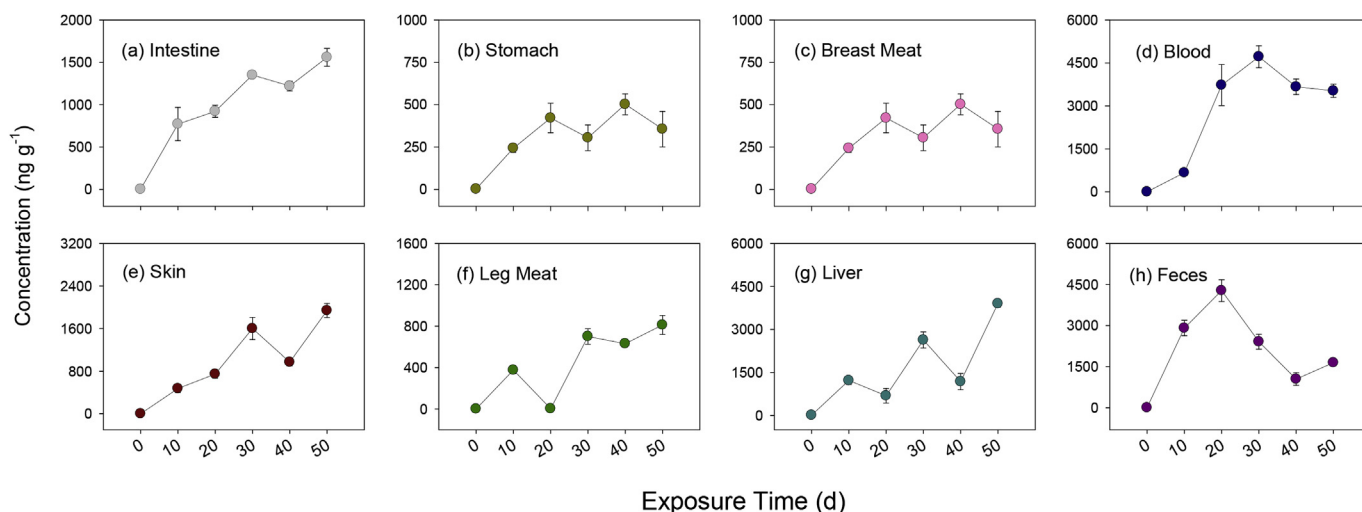 Concentration (ng g⁻¹)
(a) Intestine
2000
1500
1000
500
0
(b) Stomach
1000
750
500
250
0
(c) Breast Meat
1000
750
500
250
0
(d) Blood
6000
4500
3000
1500
0
(e) Skin
3200
2400
1600
800
0
0 10 20 30 40 50
(f) Leg Meat
1600
1200
800
400
0
0 10 20 30 40 50
(g) Liver
6000
4500
3000
1500
0
0 10 20 30 40 50
(h) Feces
6000
4500
3000
1500
0
0 10 20 30 40 50
Exposure Time (d)